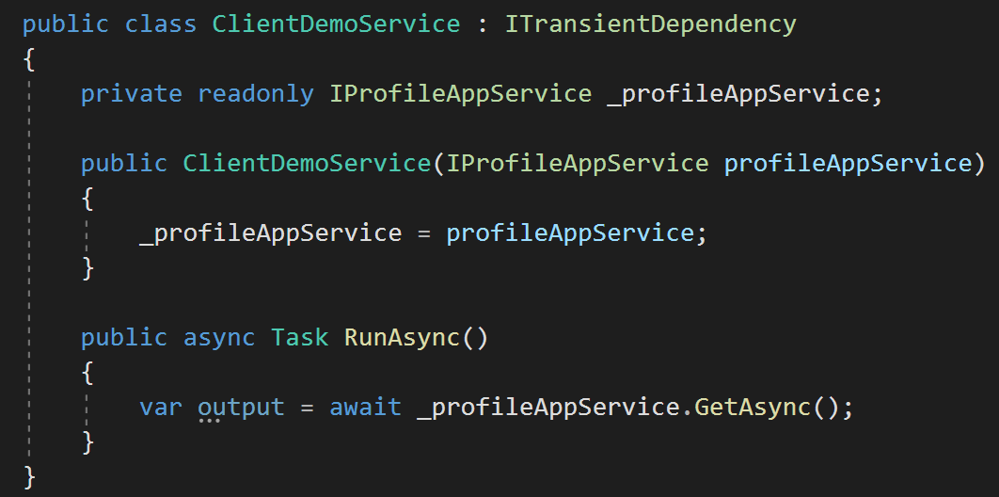 public class ClientDemoService : ITransientDependency
{
    private readonly IProfileAppService _profileAppService;

    public ClientDemoService(IProfileAppService profileAppService)
    {
        _profileAppService = profileAppService;
    }

    public async Task RunAsync()
    {
        var output = await _profileAppService.GetAsync();
    }
}